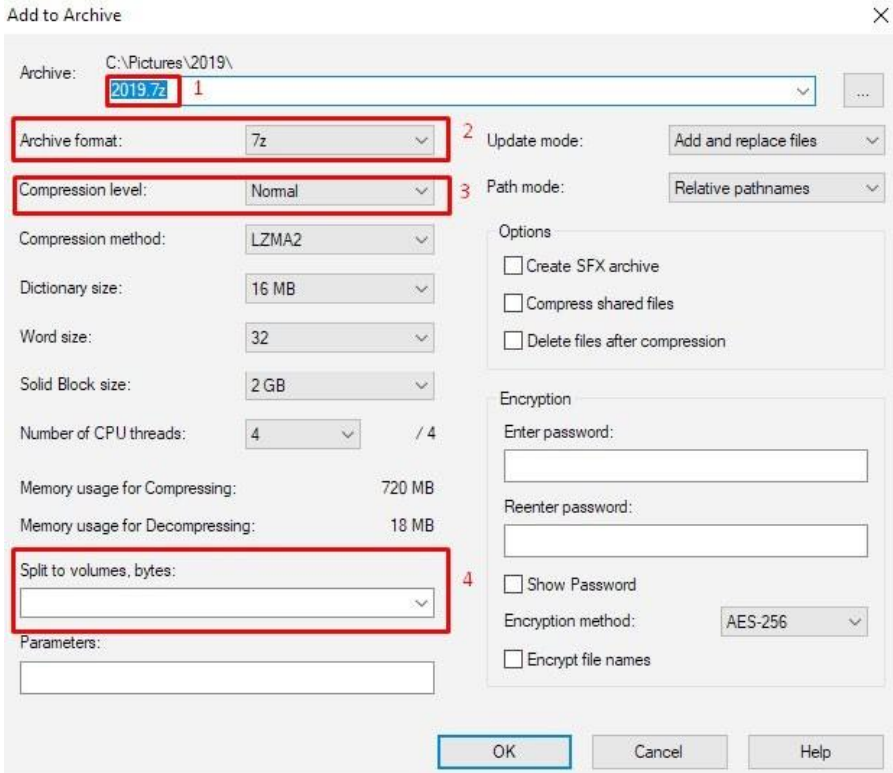 Add to Archive
Archive:
C:\Pictures\2019\
2019.7z
1
...
Archive format:
7z
2
Compression level:
Normal
3
Compression method:
LZMA2
Dictionary size:
16 MB
Word size:
32
Solid Block size:
2 GB
Number of CPU threads:
4
/ 4
Memory usage for Compressing:
720 MB
Memory usage for Decompressing:
18 MB
Split to volumes, bytes:
4
Parameters:
Update mode:
Add and replace files
Path mode:
Relative pathnames
Options
Create SFX archive
Compress shared files
Delete files after compression
Encryption
Enter password:
Reenter password:
Show Password
Encryption method:
AES-256
Encrypt file names
OK
Cancel
Help